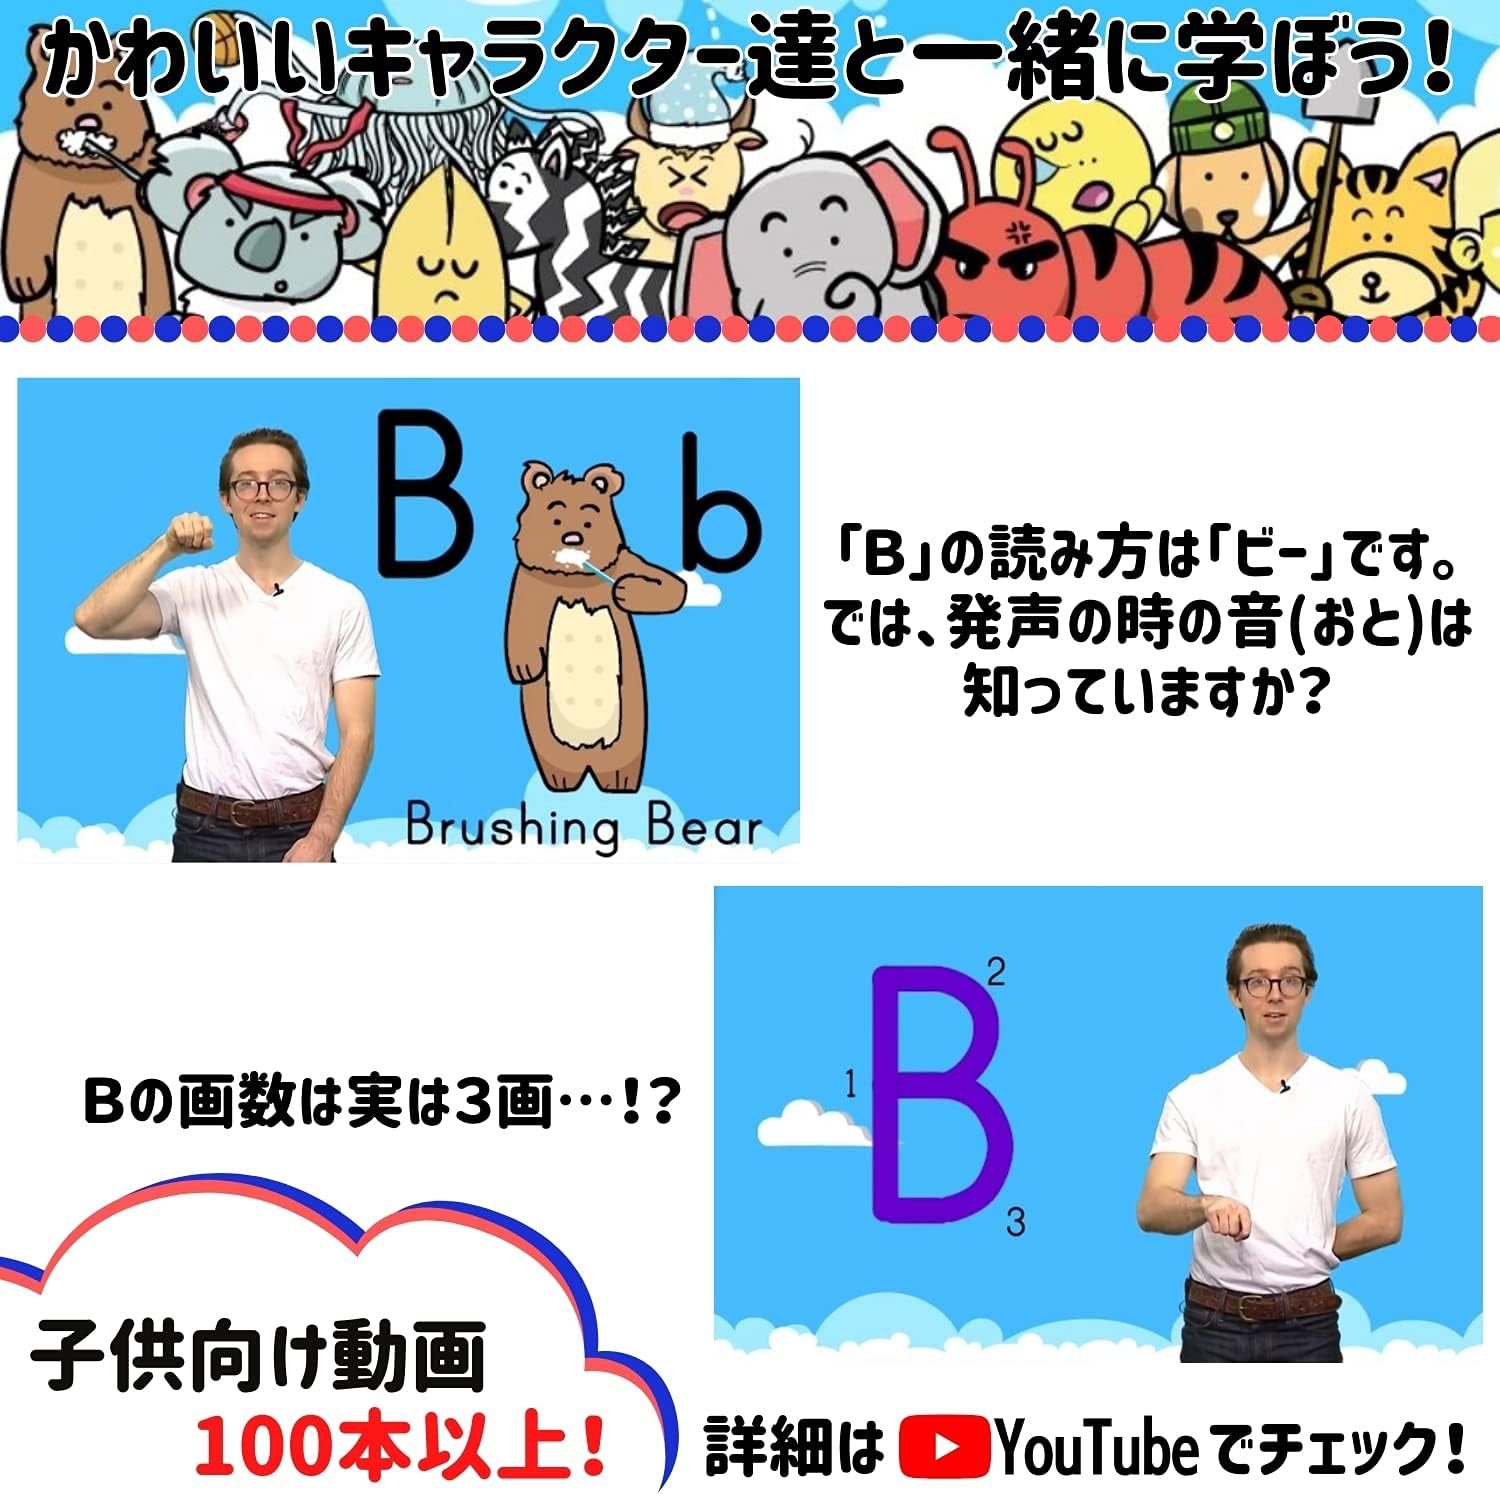 かわいいキャラクター達と一緒に学ぼう！
B b
Brushing Bear
「B」の読み方は「ビー」です。
では、発声の時の音(おと)は
知っていますか？
Bの画数は実は3画…！？
B
1
2
3
子供向け動画
100本以上！
詳細は YouTube でチェック！